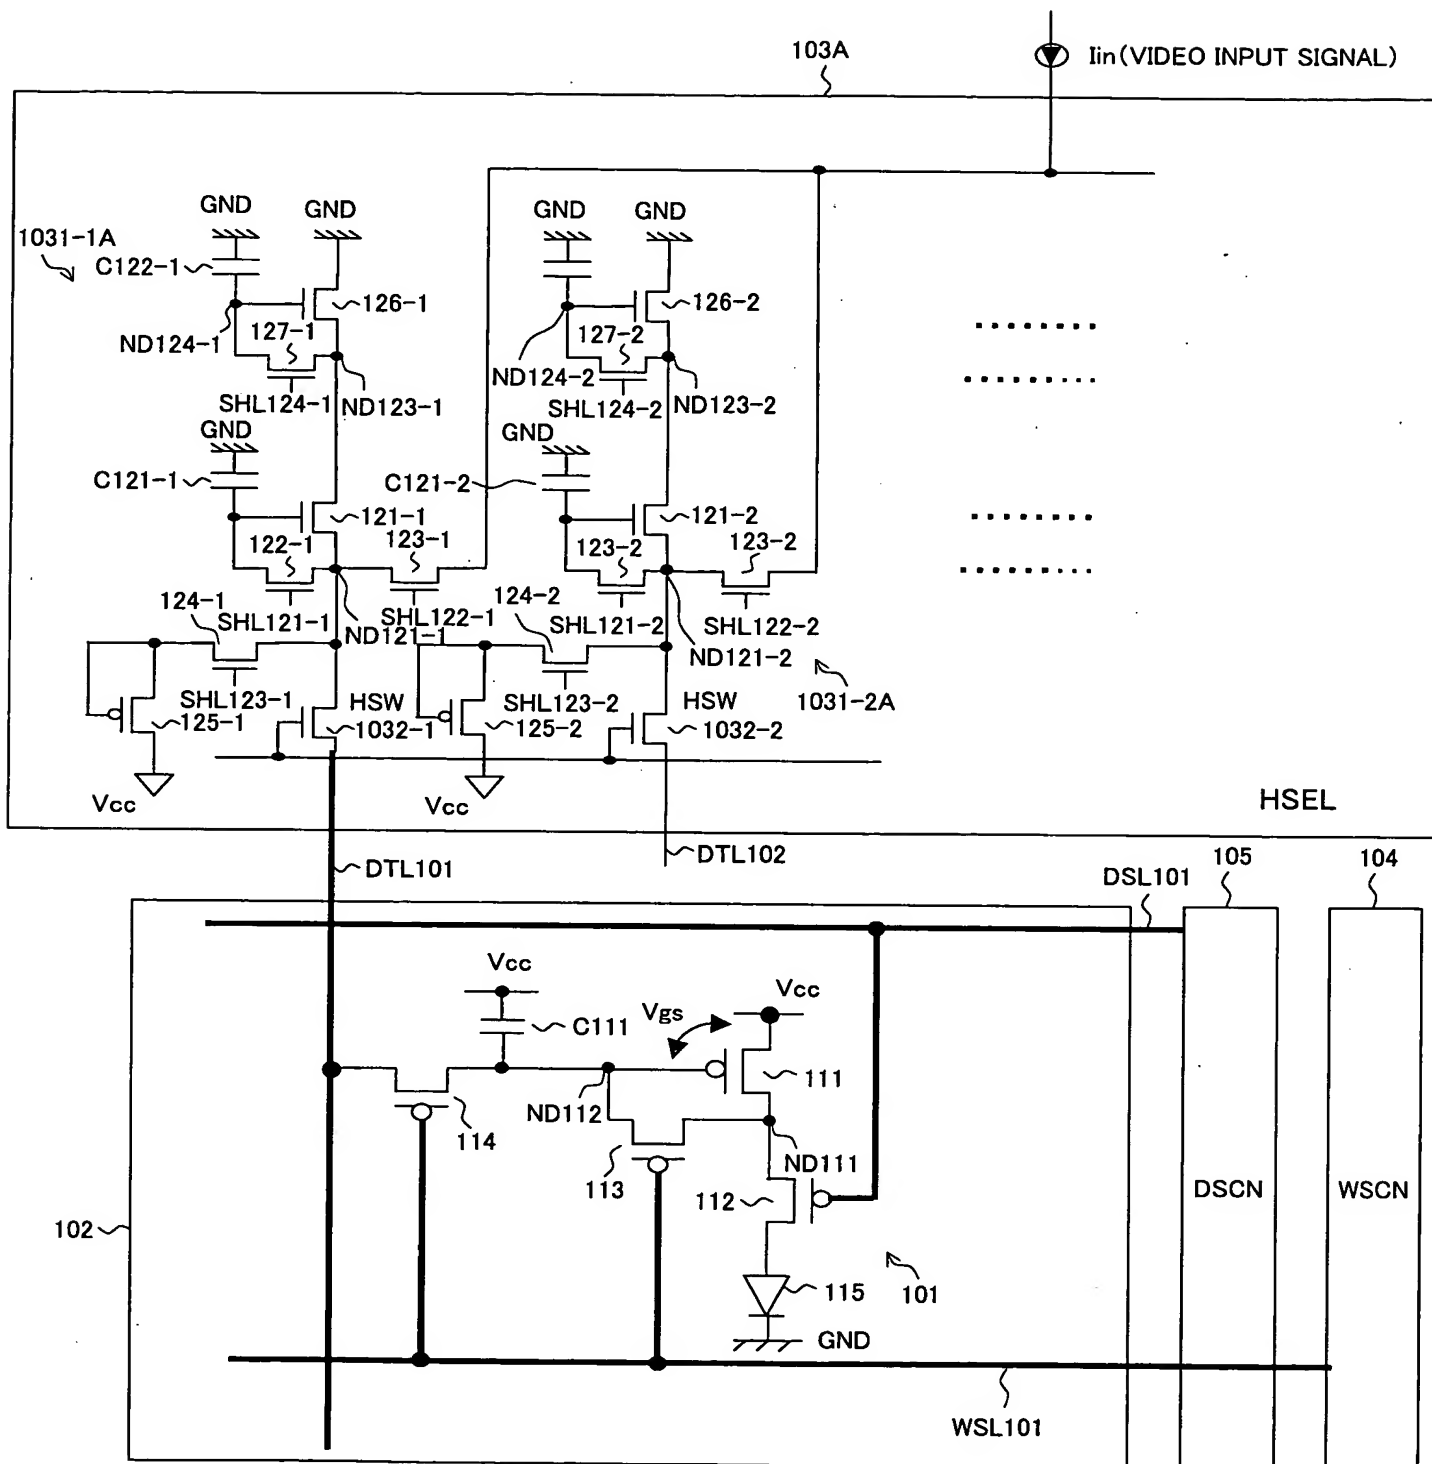 103A
Iin(VIDEO INPUT SIGNAL)
GND
GND
GND
GND
1031-1A
C122-1
126-1
126-2
127-1
127-2
ND124-1
ND124-2
SHL124-1
ND123-1
SHL124-2
ND123-2
GND
GND
C121-1
C121-2
121-1
121-2
122-1
123-1
123-2
123-2
124-1
SHL121-1
SHL122-1
124-2
SHL121-2
SHL122-2
ND121-1
ND121-2
SHL123-1
HSW
SHL123-2
HSW
1031-2A
125-1
1032-1
125-2
1032-2
Vcc
Vcc
HSEL
DTL101
DTL102
DSL101
105
104
Vcc
Vgs
Vcc
C111
111
ND112
114
ND111
113
112
DSCN
WSCN
102
115
101
GND
WSL101